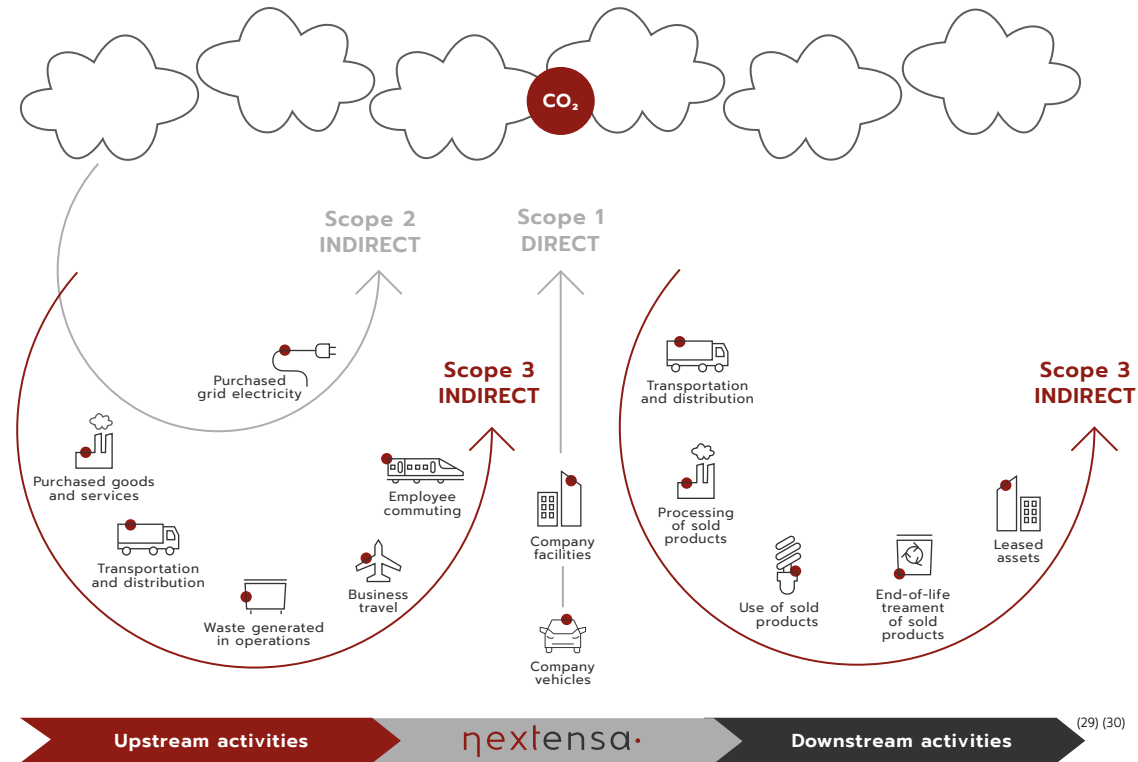 CO₂
Scope 2
INDIRECT
Scope 1
DIRECT
Purchased
grid electricity
Scope 3
INDIRECT
Purchased goods
and services
Transportation
and distribution
Waste generated
in operations
Business
travel
Employee
commuting
Company
facilities
Company
vehicles
Transportation
and distribution
Scope 3
INDIRECT
Processing
of sold
products
Use of sold
products
End-of-life
treament
of sold
products
Leased
assets
Upstream activities
nextensa.
Downstream activities
(29) (30)